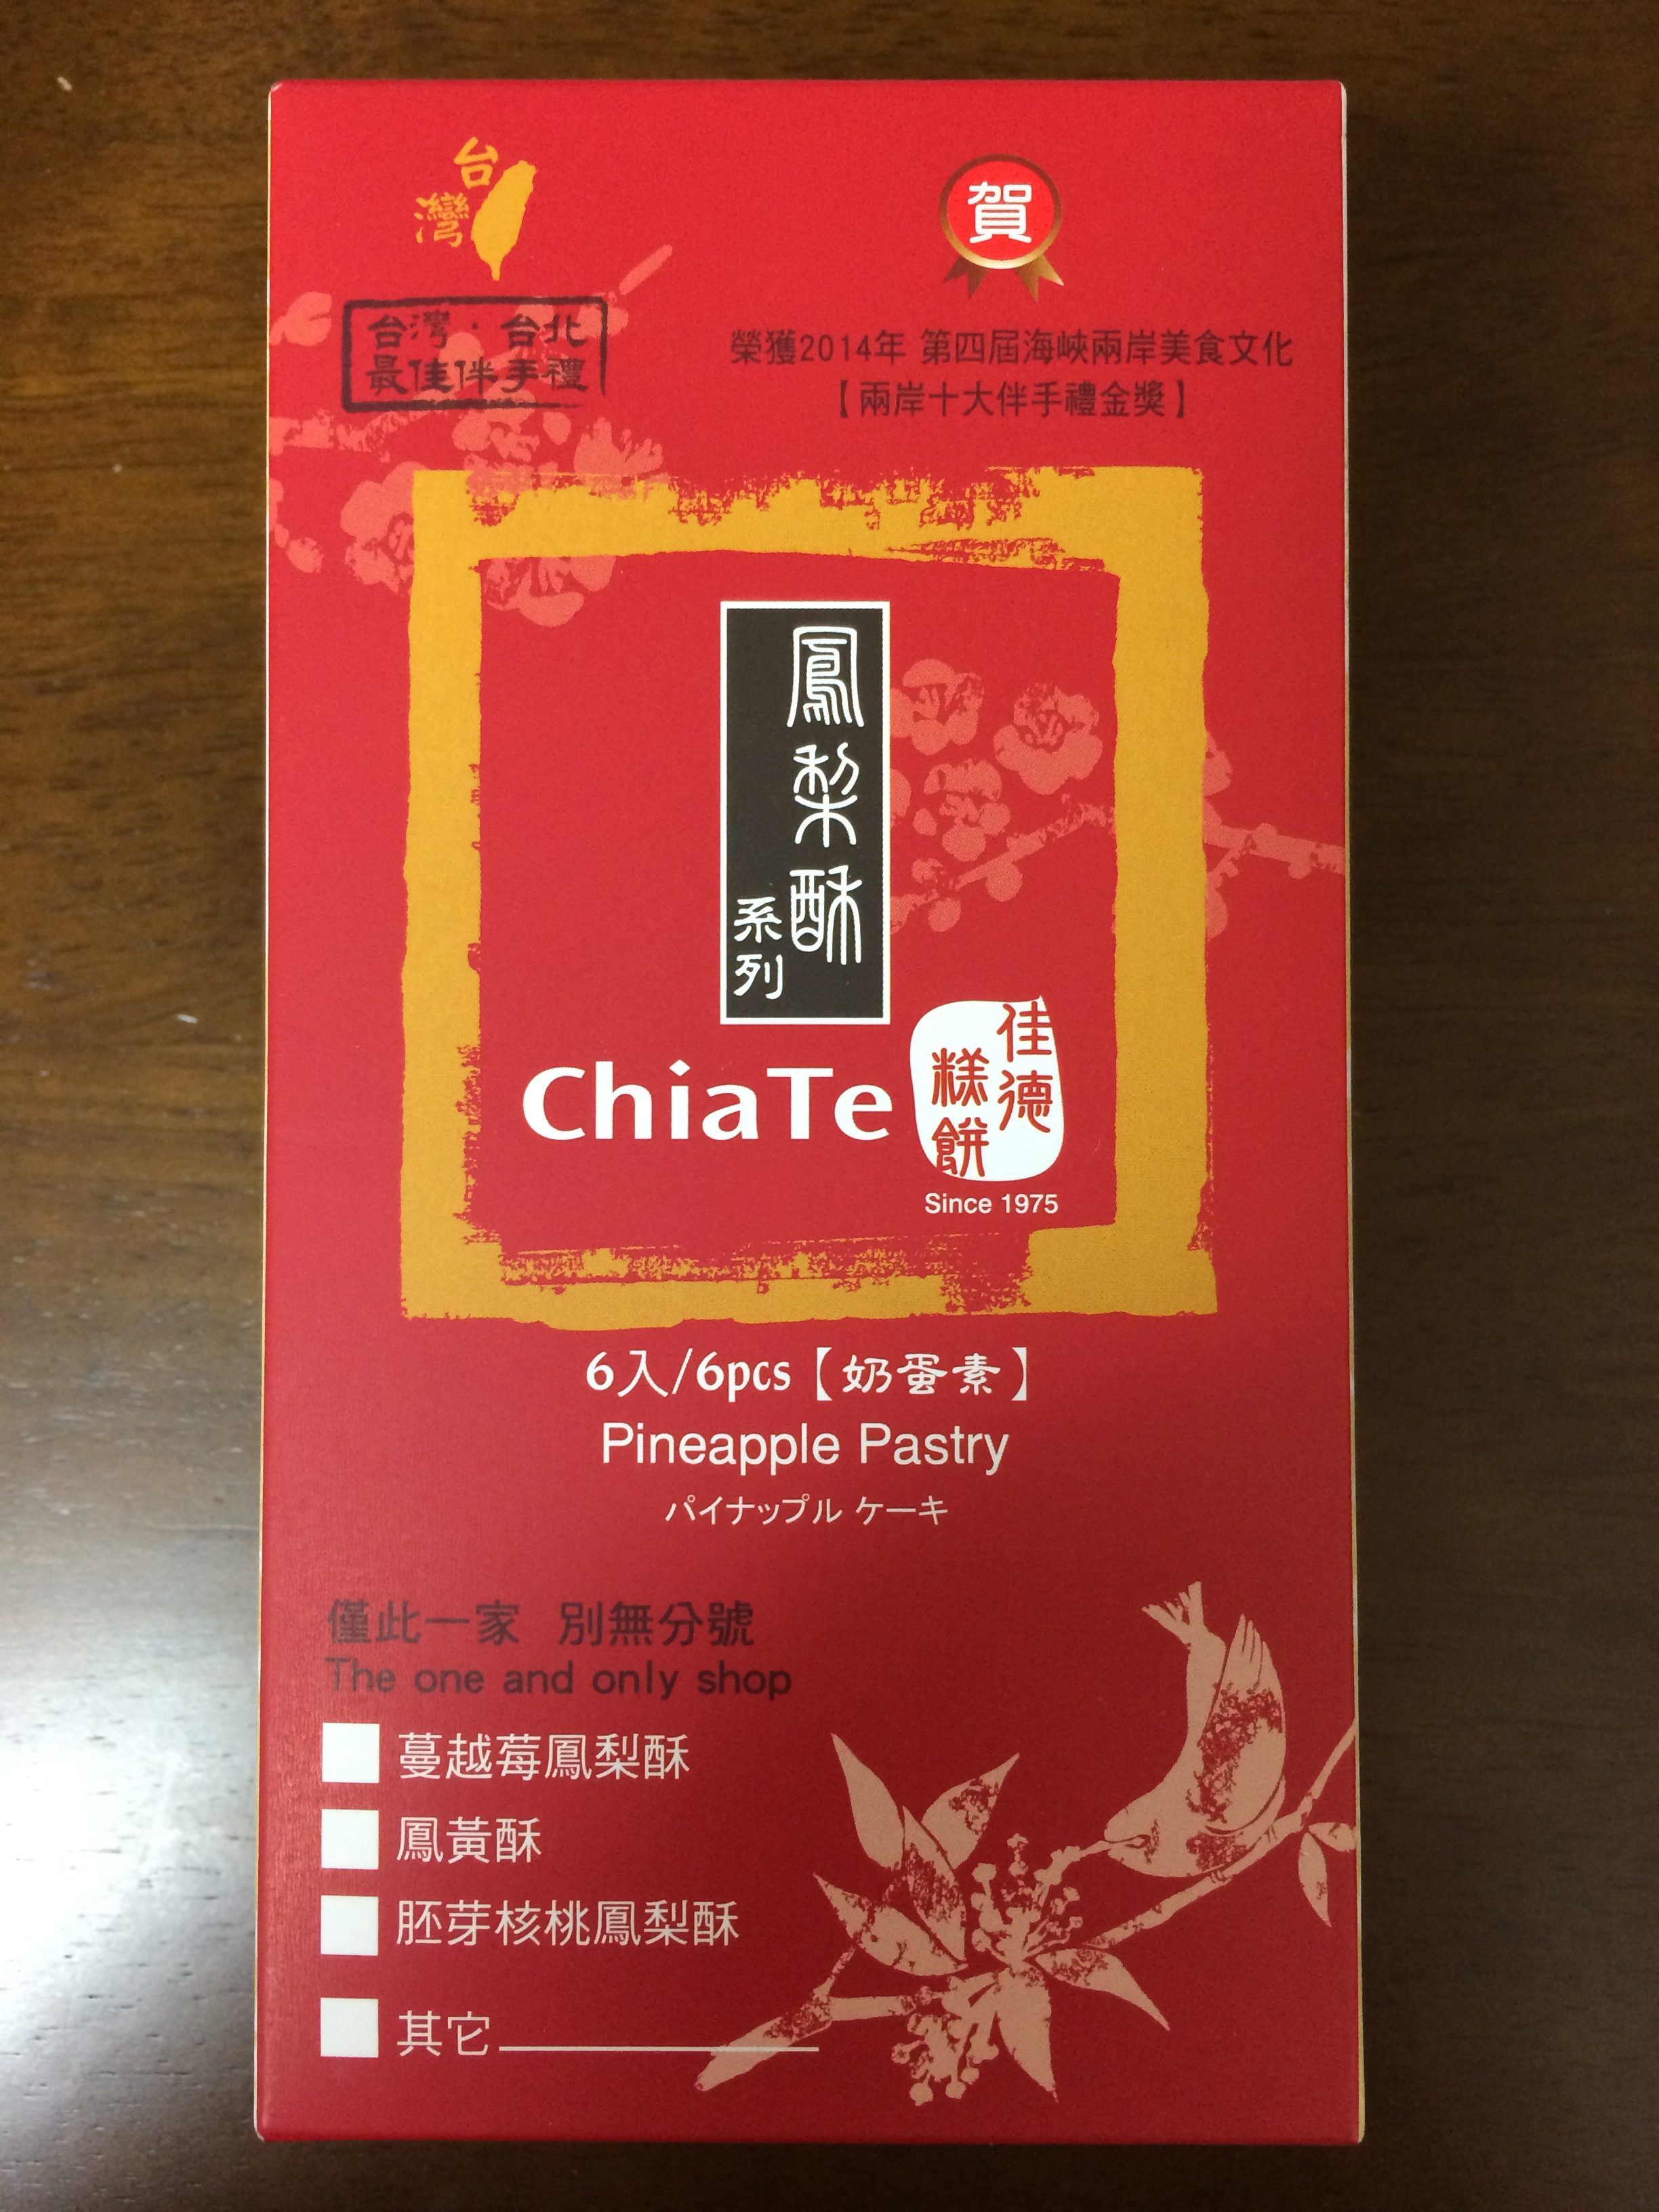 台灣
台灣·台北
最佳伴手禮
賀
榮獲2014年 第四屆海峽兩岸美食文化
【兩岸十大伴手禮金獎】
鳳梨酥
系列
ChiaTe
佳德
糕餅
Since 1975
6入/6pcs【奶蛋素】
Pineapple Pastry
パイナップル ケーキ
僅此一家 別無分號
The one and only shop
蔓越莓鳳梨酥
鳳黃酥
胚芽核桃鳳梨酥
其它